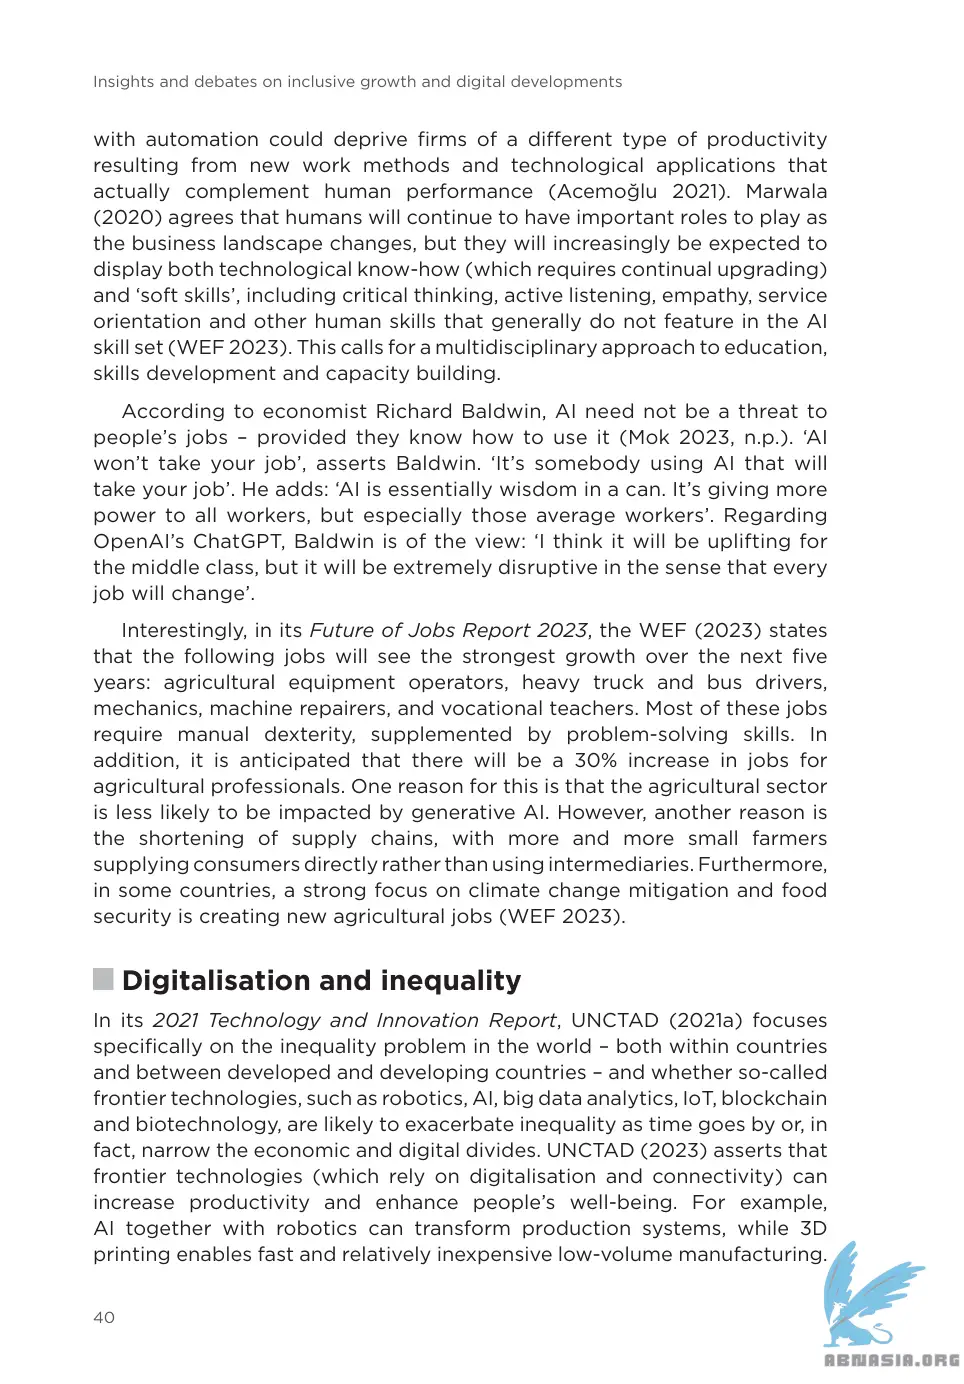 Insights and debates on inclusive growth and digital developments
with automation could deprive firms of a different type of productivity
resulting from new work methods and technological applications that
actually complement human performance (Acemoğlu 2021). Marwala
(2020) agrees that humans will continue to have important roles to play as
the business landscape changes, but they will increasingly be expected to
display both technological know-how (which requires continual upgrading)
and ‘soft skills’, including critical thinking, active listening, empathy, service
orientation and other human skills that generally do not feature in the AI
skill set (WEF 2023). This calls for a multidisciplinary approach to education,
skills development and capacity building.
According to economist Richard Baldwin, AI need not be a threat to
people’s jobs – provided they know how to use it (Mok 2023, n.p.). ‘AI
won’t take your job’, asserts Baldwin. ‘It’s somebody using AI that will
take your job’. He adds: ‘AI is essentially wisdom in a can. It’s giving more
power to all workers, but especially those average workers’. Regarding
OpenAI’s ChatGPT, Baldwin is of the view: ‘I think it will be uplifting for
the middle class, but it will be extremely disruptive in the sense that every
job will change’.
Interestingly, in its Future of Jobs Report 2023, the WEF (2023) states
that the following jobs will see the strongest growth over the next five
years: agricultural equipment operators, heavy truck and bus drivers,
mechanics, machine repairers, and vocational teachers. Most of these jobs
require manual dexterity, supplemented by problem-solving skills. In
addition, it is anticipated that there will be a 30% increase in jobs for
agricultural professionals. One reason for this is that the agricultural sector
is less likely to be impacted by generative AI. However, another reason is
the shortening of supply chains, with more and more small farmers
supplying consumers directly rather than using intermediaries. Furthermore,
in some countries, a strong focus on climate change mitigation and food
security is creating new agricultural jobs (WEF 2023).
Digitalisation and inequality
In its 2021 Technology and Innovation Report, UNCTAD (2021a) focuses
specifically on the inequality problem in the world – both within countries
and between developed and developing countries – and whether so-called
frontier technologies, such as robotics, AI, big data analytics, IoT, blockchain
and biotechnology, are likely to exacerbate inequality as time goes by or, in
fact, narrow the economic and digital divides. UNCTAD (2023) asserts that
frontier technologies (which rely on digitalisation and connectivity) can
increase productivity and enhance people’s well-being. For example,
AI together with robotics can transform production systems, while 3D
printing enables fast and relatively inexpensive low-volume manufacturing.
40
ABNASIA.ORG